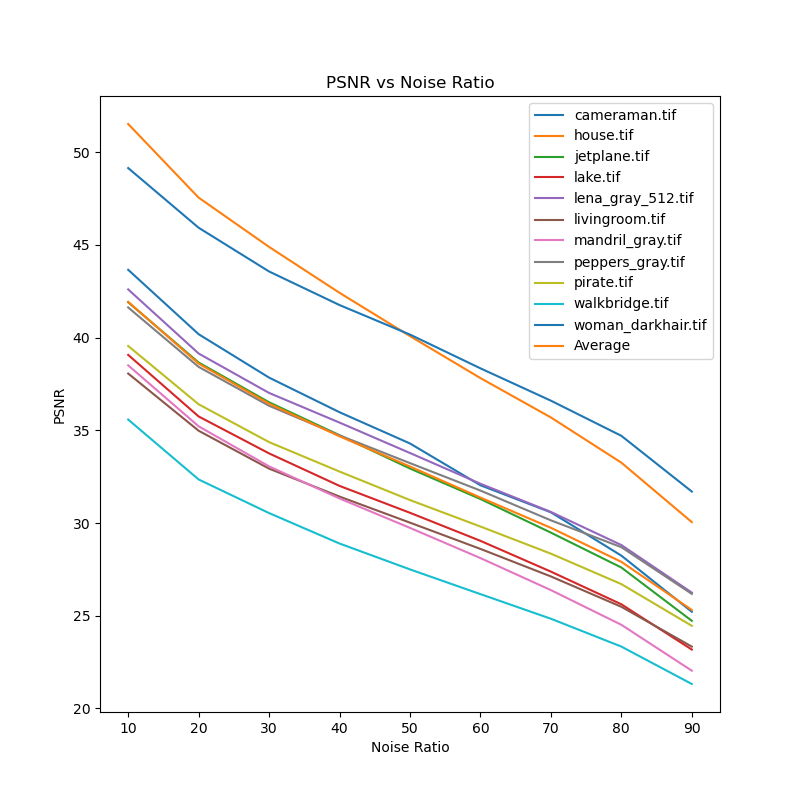 PSNR vs Noise Ratio
cameraman.tif
house.tif
jetplane.tif
lake.tif
lena_gray_512.tif
livingroom.tif
mandril_gray.tif
peppers_gray.tif
pirate.tif
walkbridge.tif
woman_darkhair.tif
Average
50
45
40
35
30
25
20
PSNR
10 20 30 40 50 60 70 80 90
Noise Ratio